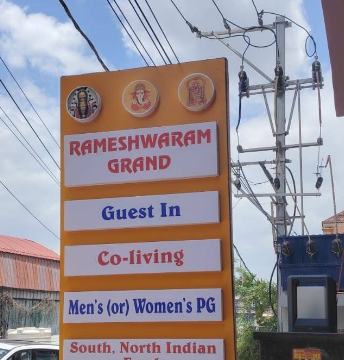 RAMESHWARAM
GRAND
Guest In
Co-living
Men's (or) Women's PG
South, North Indian